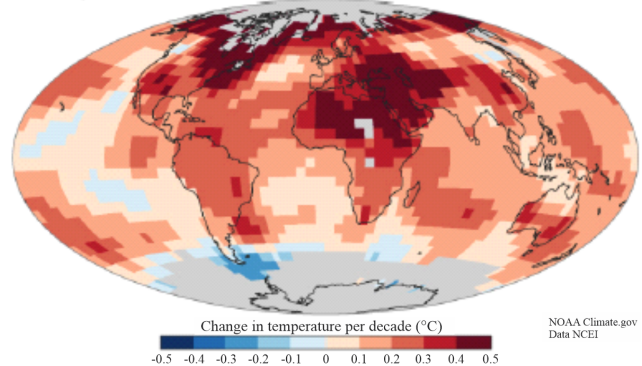 Change in temperature per decade (°C)
-0.5 -0.4 -0.3 -0.2 -0.1 0 0.1 0.2 0.3 0.4 0.5
NOAA Climate.gov
Data NCEI